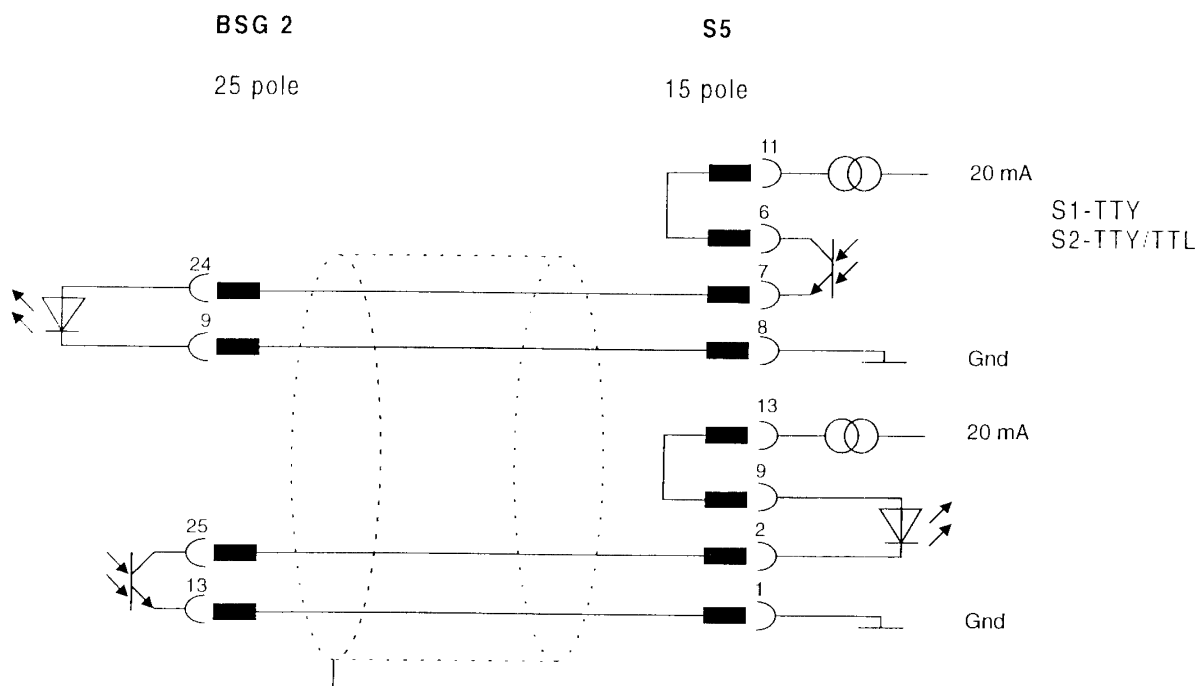 BSG 2
S5
25 pole
15 pole
11
20 mA
S1-TTY
6
S2-TTY/TTL
24
7
9
8
Gnd
13
20 mA
9
25
2
13
1
Gnd